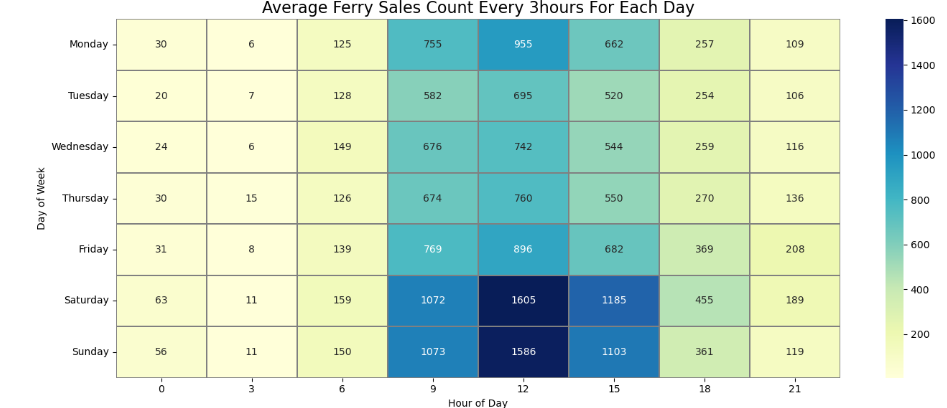 Average Ferry Sales Count Every 3hours For Each Day
Monday 30 6 125 755 955 662 257 109
Tuesday 20 7 128 582 695 520 254 106
Wednesday 24 6 149 676 742 544 259 116
Thursday 30 15 126 674 760 550 270 136
Friday 31 8 139 769 896 682 369 208
Saturday 63 11 159 1072 1605 1185 455 189
Sunday 56 11 150 1073 1586 1103 361 119
0 3 6 9 12 15 18 21
Hour of Day
Day of Week
1600
1400
1200
1000
800
600
400
200